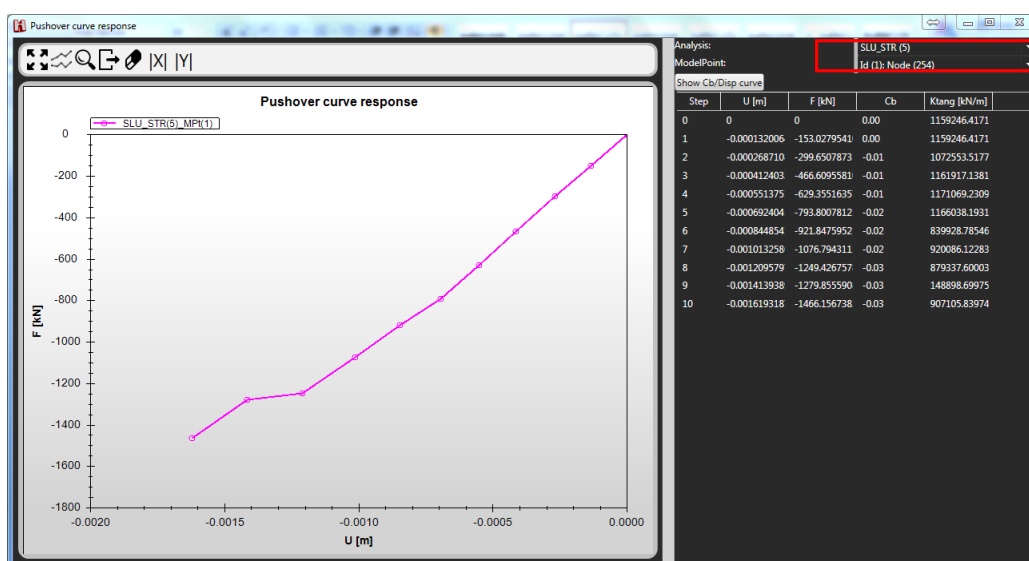 Pushover curve response
|X| |Y|
Analysis: SLU_STR (5)
ModelPoint: Id (1): Node (254)
Show Cb/Disp curve
Pushover curve response
SLU_STR(5)_MPt(1)
F [kN]
0
-200
-400
-600
-800
-1000
-1200
-1400
-1600
-1800
-0.0020 -0.0015 -0.0010 -0.0005 0.0000
U [m]
Step U [m] F [kN] Cb Ktang [kN/m]
0 0 0 0.00 1159246.4171
1 -0.000132006 -153.0279541 0.00 1159246.4171
2 -0.000268710 -299.6507873 -0.01 1072553.5177
3 -0.000412403 -466.6095581 -0.01 1161917.1381
4 -0.000551375 -629.3551635 -0.01 1171069.2309
5 -0.000692404 -793.8007812 -0.02 1166038.1931
6 -0.000844854 -921.8475952 -0.02 839928.78546
7 -0.001013258 -1076.794311 -0.02 920086.12283
8 -0.001209579 -1249.426757 -0.03 879337.60003
9 -0.001413938 -1279.855590 -0.03 148898.69975
10 -0.001619318 -1466.156738 -0.03 907105.83974